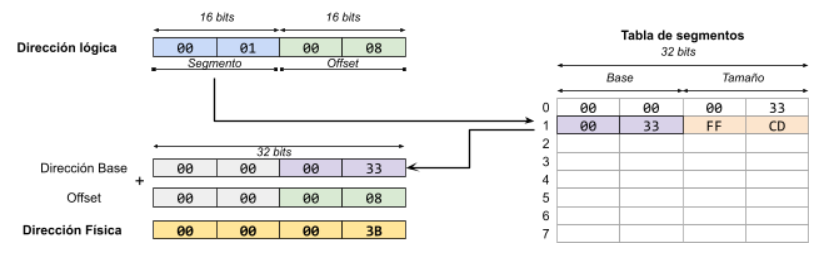 16 bits 16 bits
Dirección lógica 00 01 00 08
Segmento Offset
Tabla de segmentos
32 bits
Base Tamaño
0 00 00 00 33
1 00 33 FF CD
2
3
4
5
6
7
32 bits
Dirección Base 00 00 00 33
+
Offset 00 00 00 08
Dirección Física 00 00 00 3B